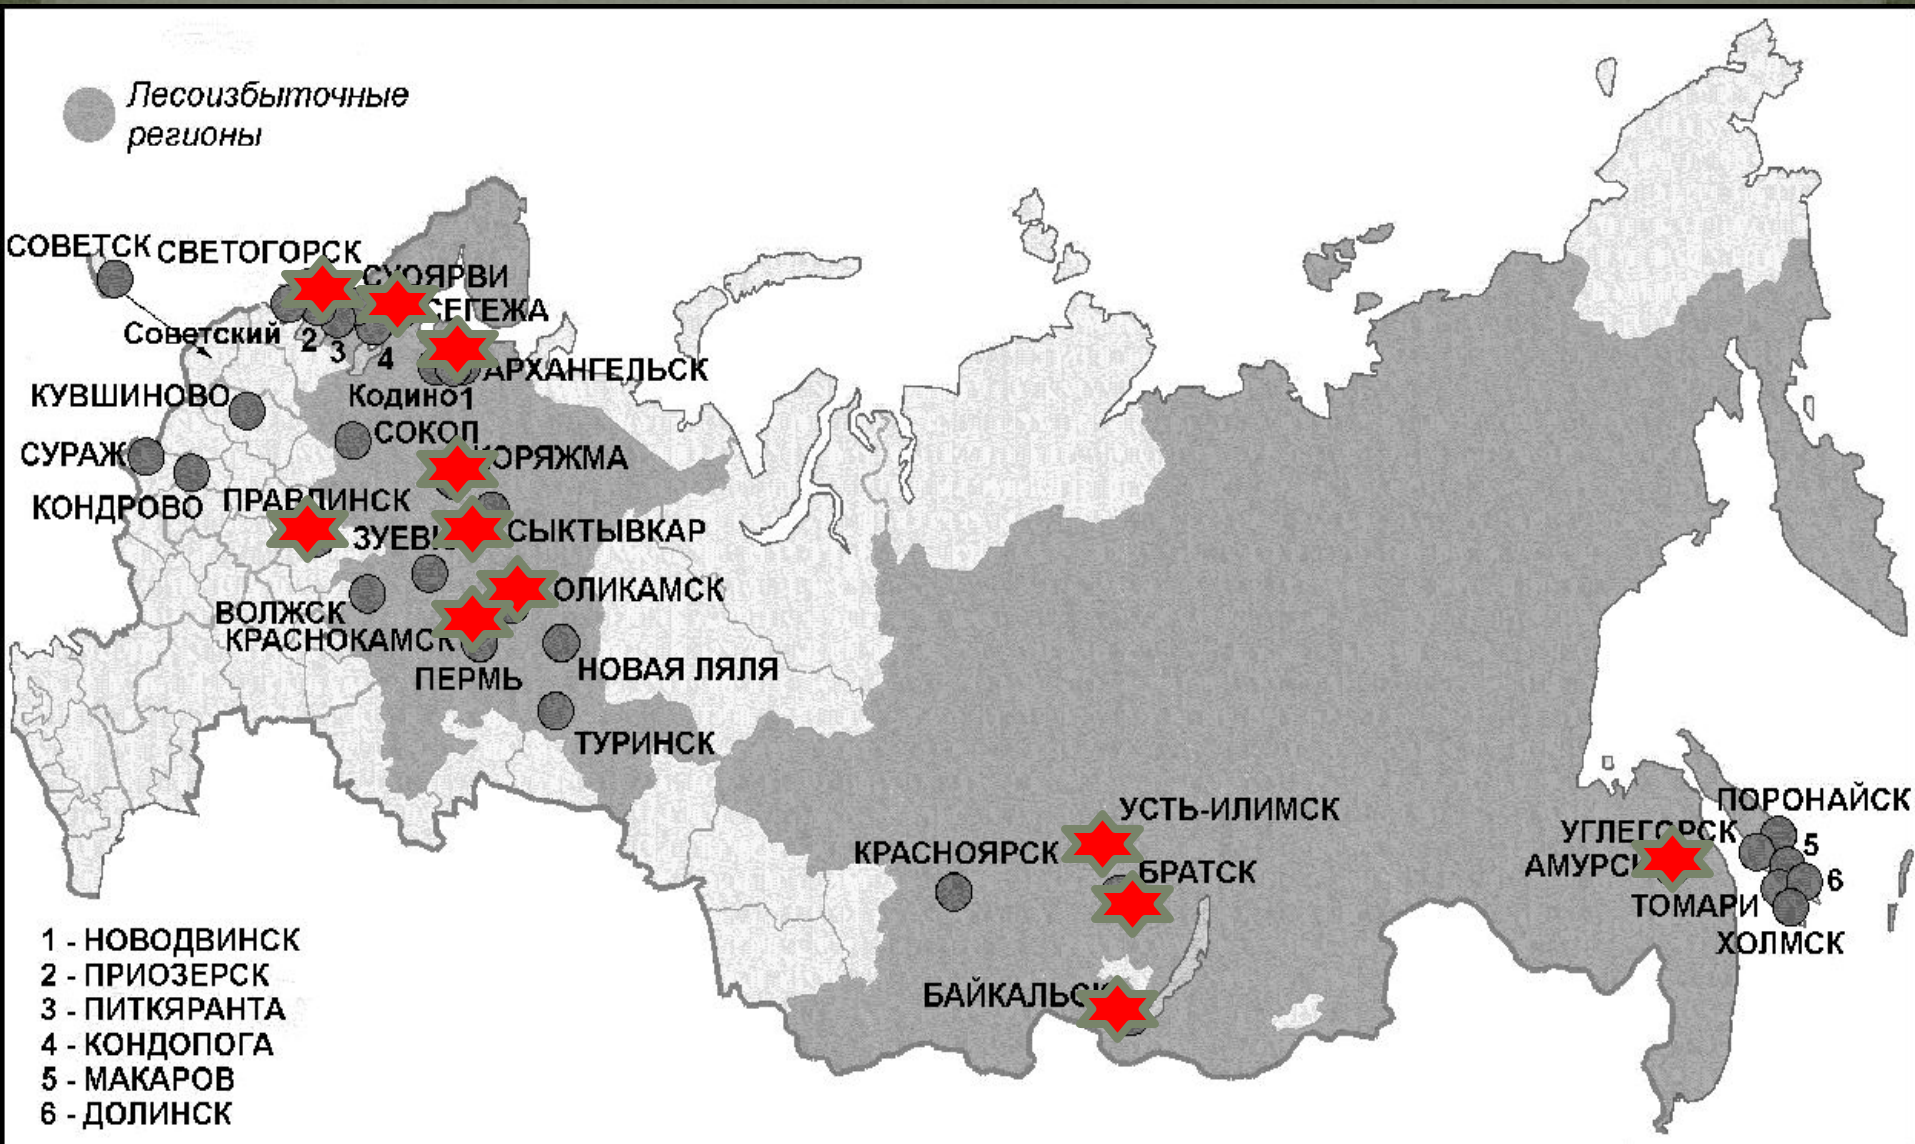 Лесоизбыточные
регионы
СОВЕТСК
СВЕТОГОРСК
СУОЯРВИ
СЕГЕЖА
Советский
2
3
4
АРХАНГЕЛЬСК
Кодино
1
КУВШИНОВО
СОКОЛ
СУРАЖ
КОРЯЖМА
КОНДРОВО
ПРАВДИНСК
СЫКТЫВКАР
СОЛИКАМСК
ВОЛЖСК
КРАСНОКАМСК
НОВАЯ ЛЯЛЯ
ПЕРМЬ
ТУРИНСК
УСТЬ-ИЛИМСК
КРАСНОЯРСК
БРАТСК
БАЙКАЛЬСК
ПОРОНАЙСК
УГЛЕГОРСК
5
АМУРСК
6
ТОМАРИ
ХОЛМСК
1 - НОВОДВИНСК
2 - ПРИОЗЕРСК
3 - ПИТКЯРАНТА
4 - КОНДОПОГА
5 - МАКАРОВ
6 - ДОЛИНСК